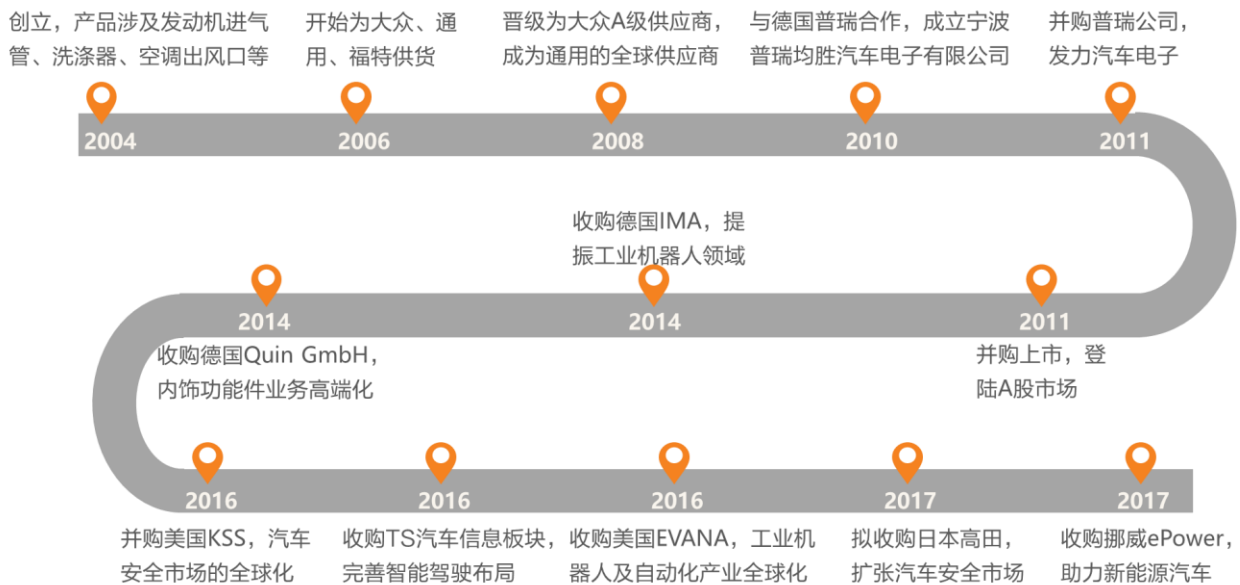 创立，产品涉及发动机进气
管、洗涤器、空调出风口等
2004
开始为大众、通
用、福特供货
2006
晋级为大众A级供应商，
成为通用的全球供应商
2008
与德国普瑞合作，成立宁波
普瑞均胜汽车电子有限公司
2010
并购普瑞公司，
发力汽车电子
2011
2011
并购上市，登
陆A股市场
收购德国IMA，提
振工业机器人领域
2014
2014
收购德国Quin GmbH，
内饰功能件业务高端化
2016
并购美国KSS，汽车
安全市场的全球化
2016
收购TS汽车信息板块，
完善智能驾驶布局
2016
收购美国EVANA，工业机
器人及自动化产业全球化
2017
拟收购日本高田，
扩张汽车安全市场
2017
收购挪威ePower，
助力新能源汽车